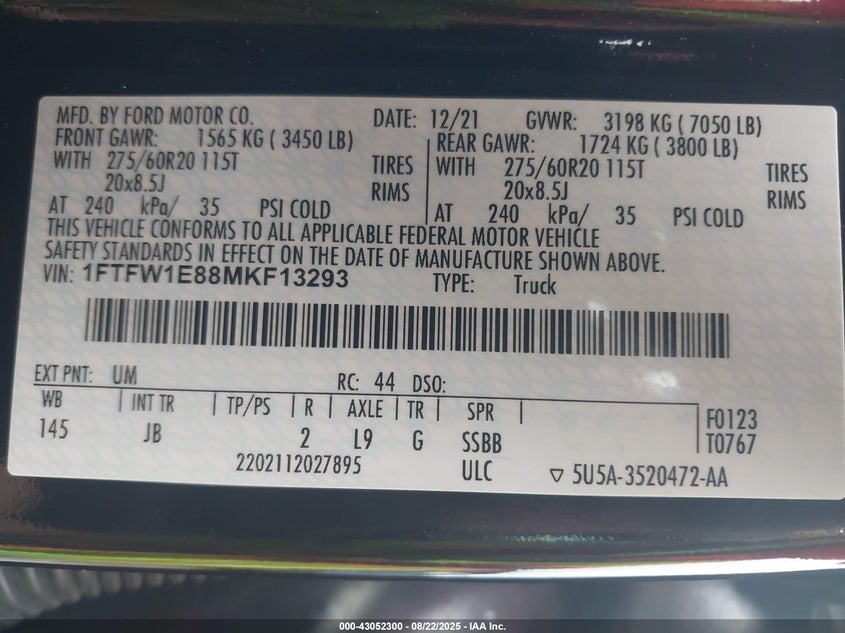 MFD. BY FORD MOTOR CO. DATE: 12/21 GVWR: 3198 KG ( 7050 LB)
FRONT GAWR: 1565 KG ( 3450 LB) REAR GAWR: 1724 KG ( 3800 LB)
WITH 275/60R20 115T TIRES WITH 275/60R20 115T TIRES
20x8.5J RIMS 20x8.5J RIMS
AT 240 kPa/ 35 PSI COLD AT 240 kPa/ 35 PSI COLD
THIS VEHICLE CONFORMS TO ALL APPLICABLE FEDERAL MOTOR VEHICLE
SAFETY STANDARDS IN EFFECT ON THE DATE OF MANUFACTURE SHOWN ABOVE.
VIN: 1FTFW1E88MKF13293 TYPE: Truck
EXT PNT: UM RC: 44 DSO:
WB | INT TR | TP/PS | R | AXLE | TR | SPR | F0123
145 JB 2 L9 G SSBB T0767
2202112027895 ULC ▽ 5U5A-3520472-AA
000-43052300 - 08/22/2025 - IAA Inc.